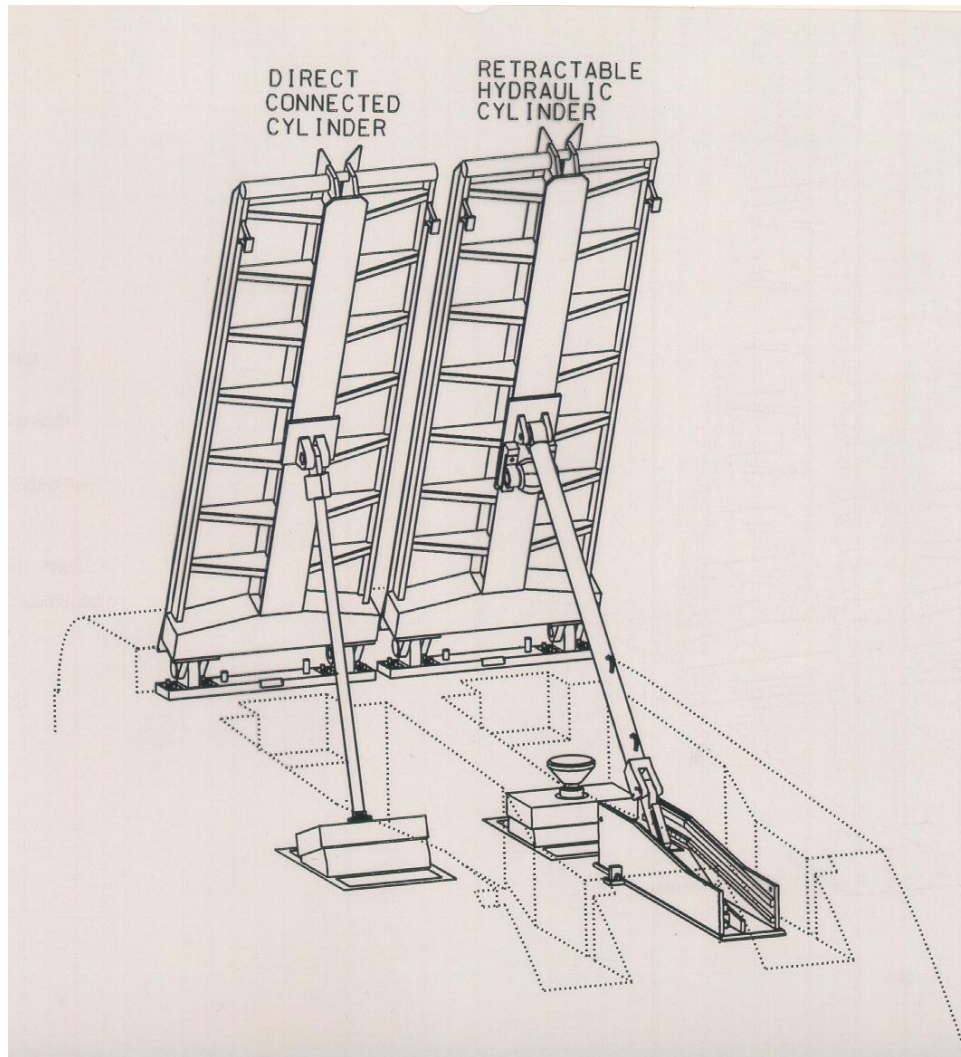 DIRECT
CONNECTED
CYLINDER
RETRACTABLE
HYDRAULIC
CYLINDER